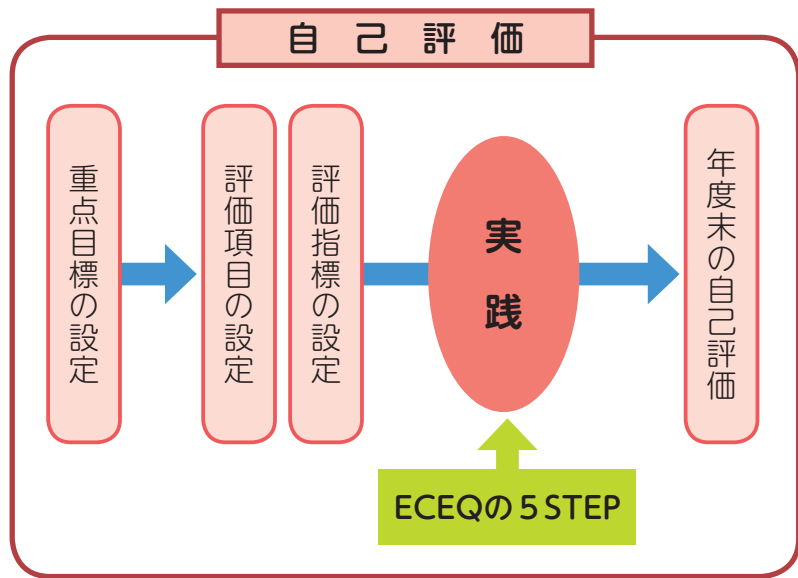 自己評価
重点目標の設定
評価項目の設定
評価指標の設定
実践
年度末の自己評価
ECEQの5STEP